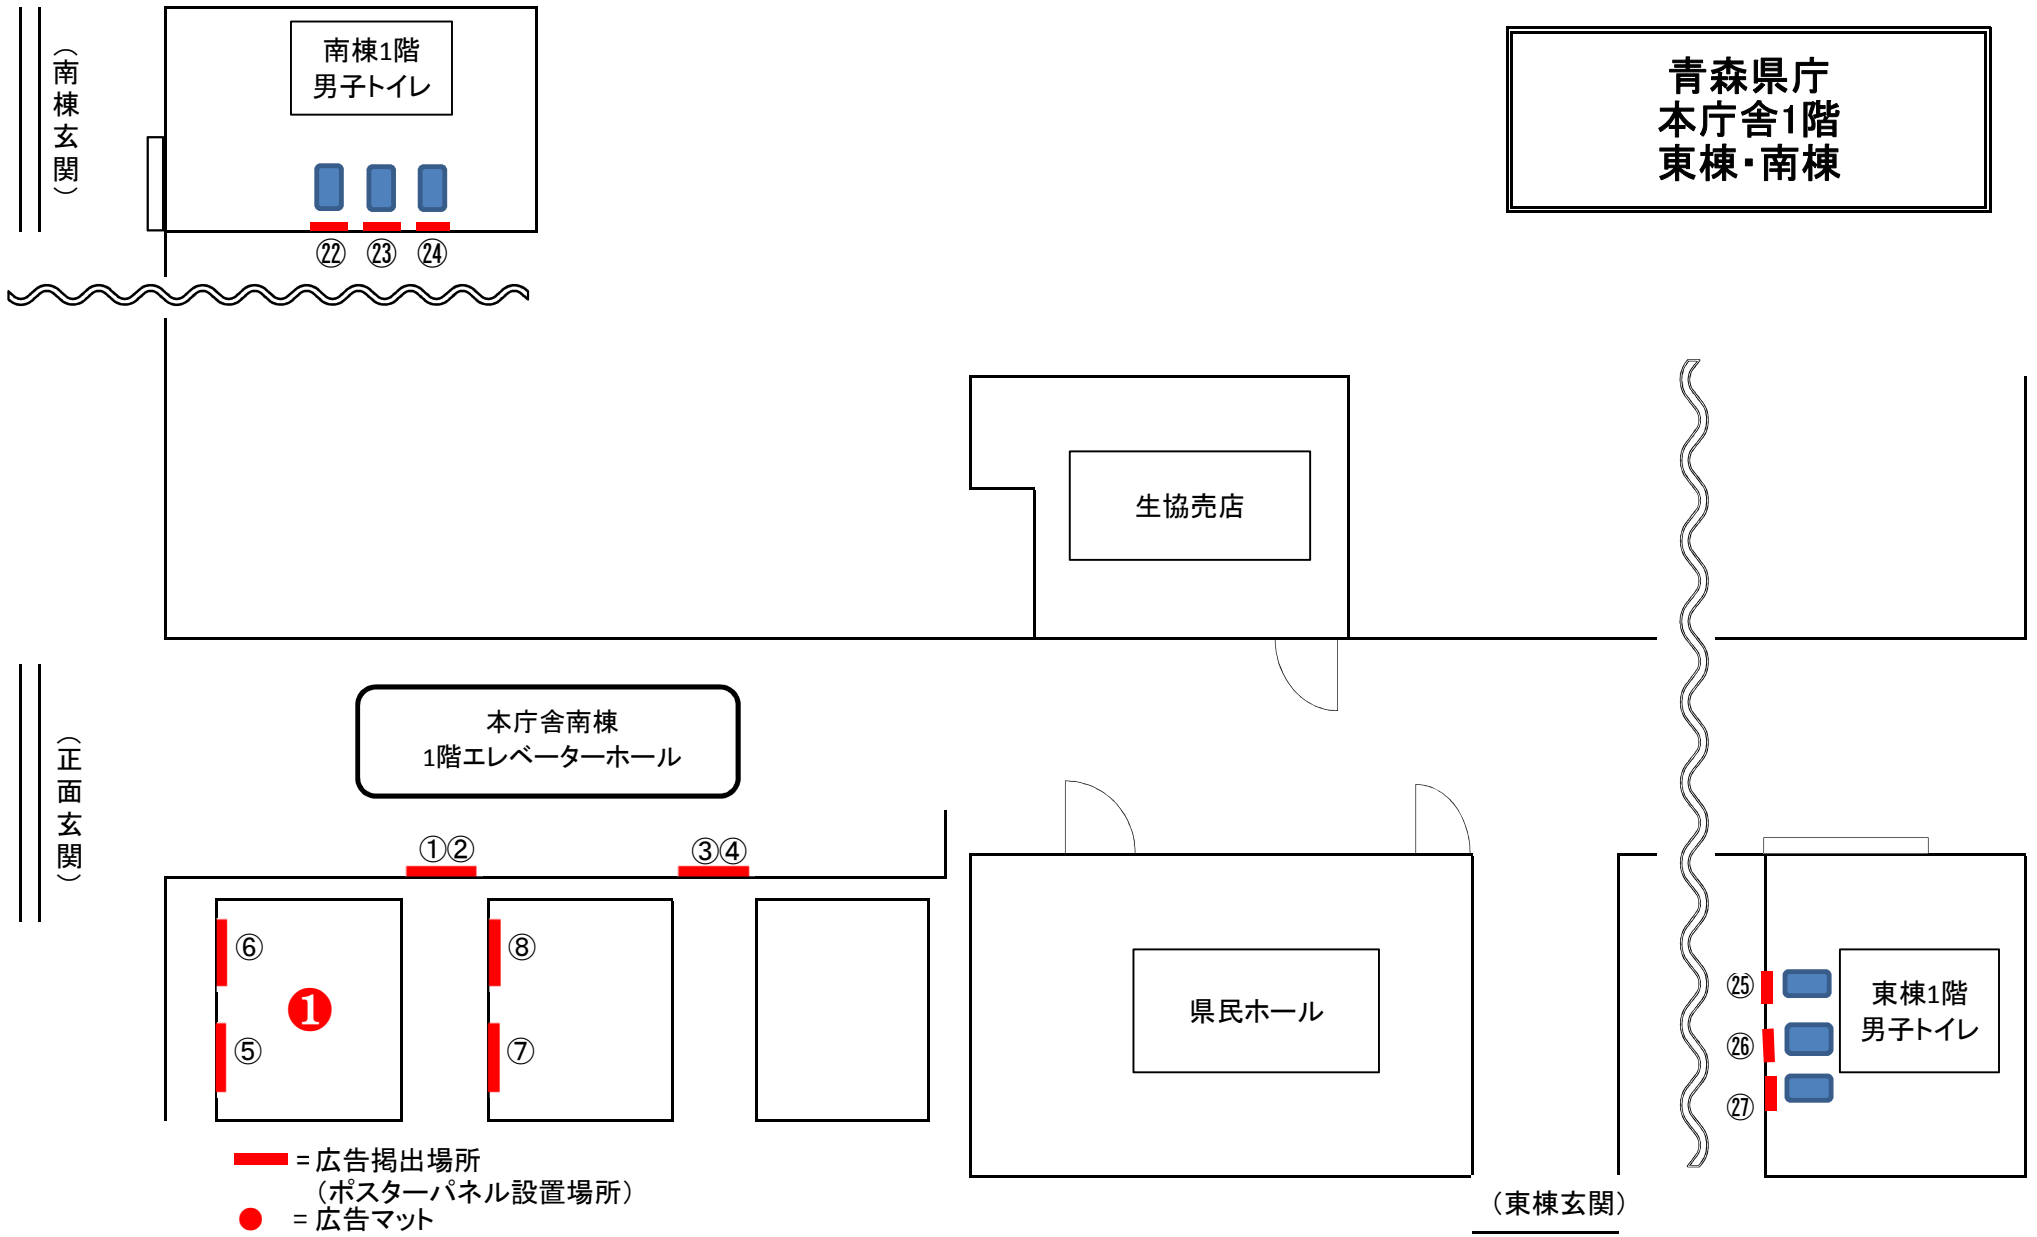 青森県庁
本庁舎1階
東棟・南棟
（南棟玄関）
南棟1階
男子トイレ
㉒
㉓
㉔
生協売店
（正面玄関）
本庁舎南棟
1階エレベーターホール
①②
③④
⑥
❶
⑤
⑧
⑦
県民ホール
㉕
㉖
㉗
東棟1階
男子トイレ
（東棟玄関）
＝広告掲出場所
（ポスターパネル設置場所）
＝広告マット